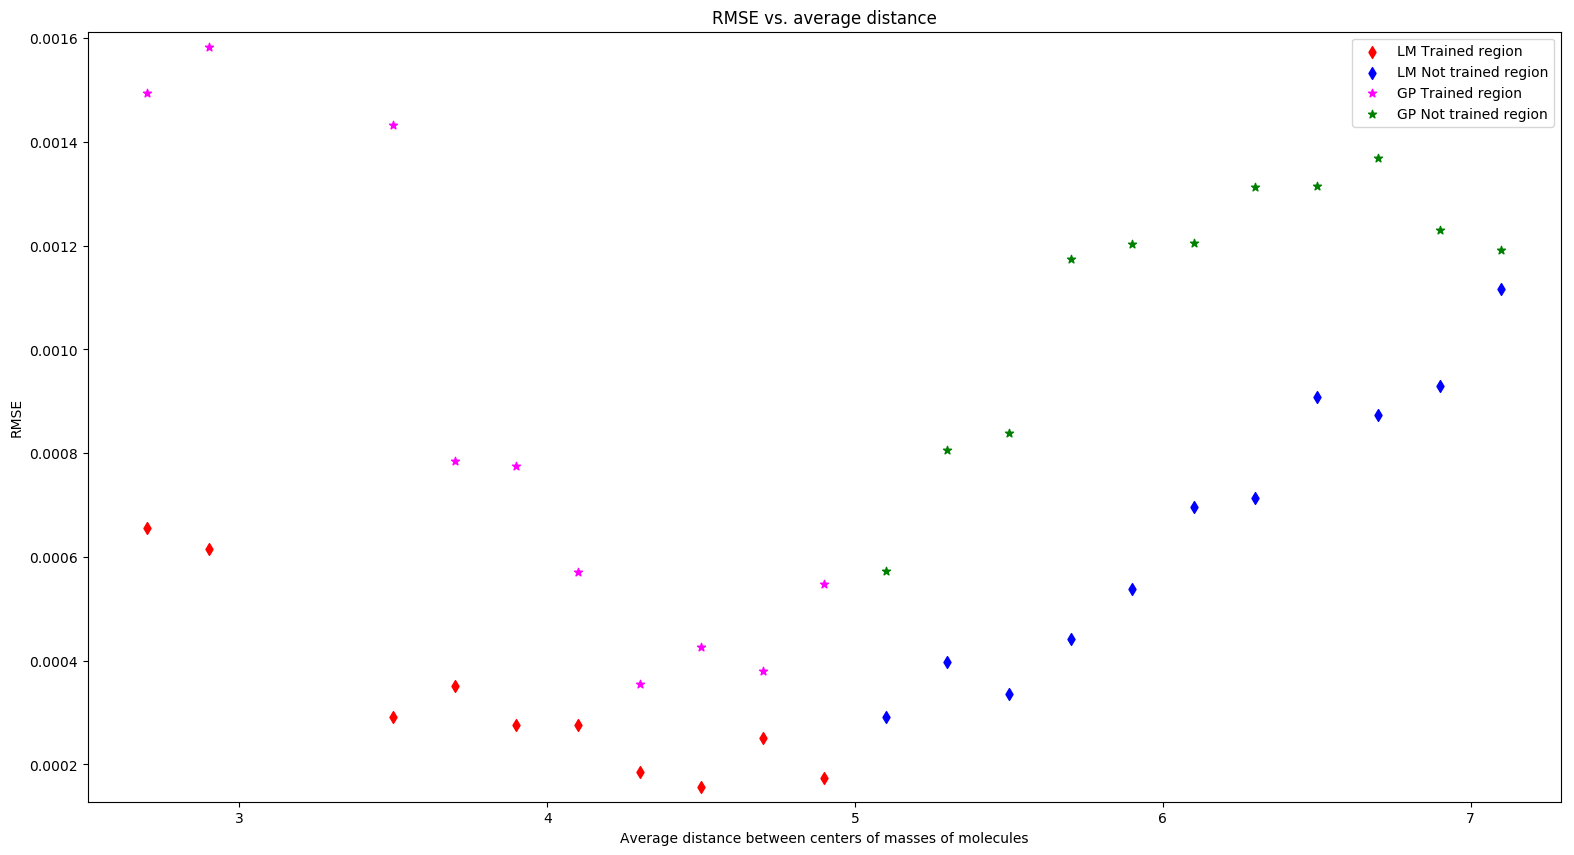 RMSE vs. average distance
LM Trained region
LM Not trained region
GP Trained region
GP Not trained region
RMSE
0.0016
0.0014
0.0012
0.0010
0.0008
0.0006
0.0004
0.0002
3
4
5
6
7
Average distance between centers of masses of molecules